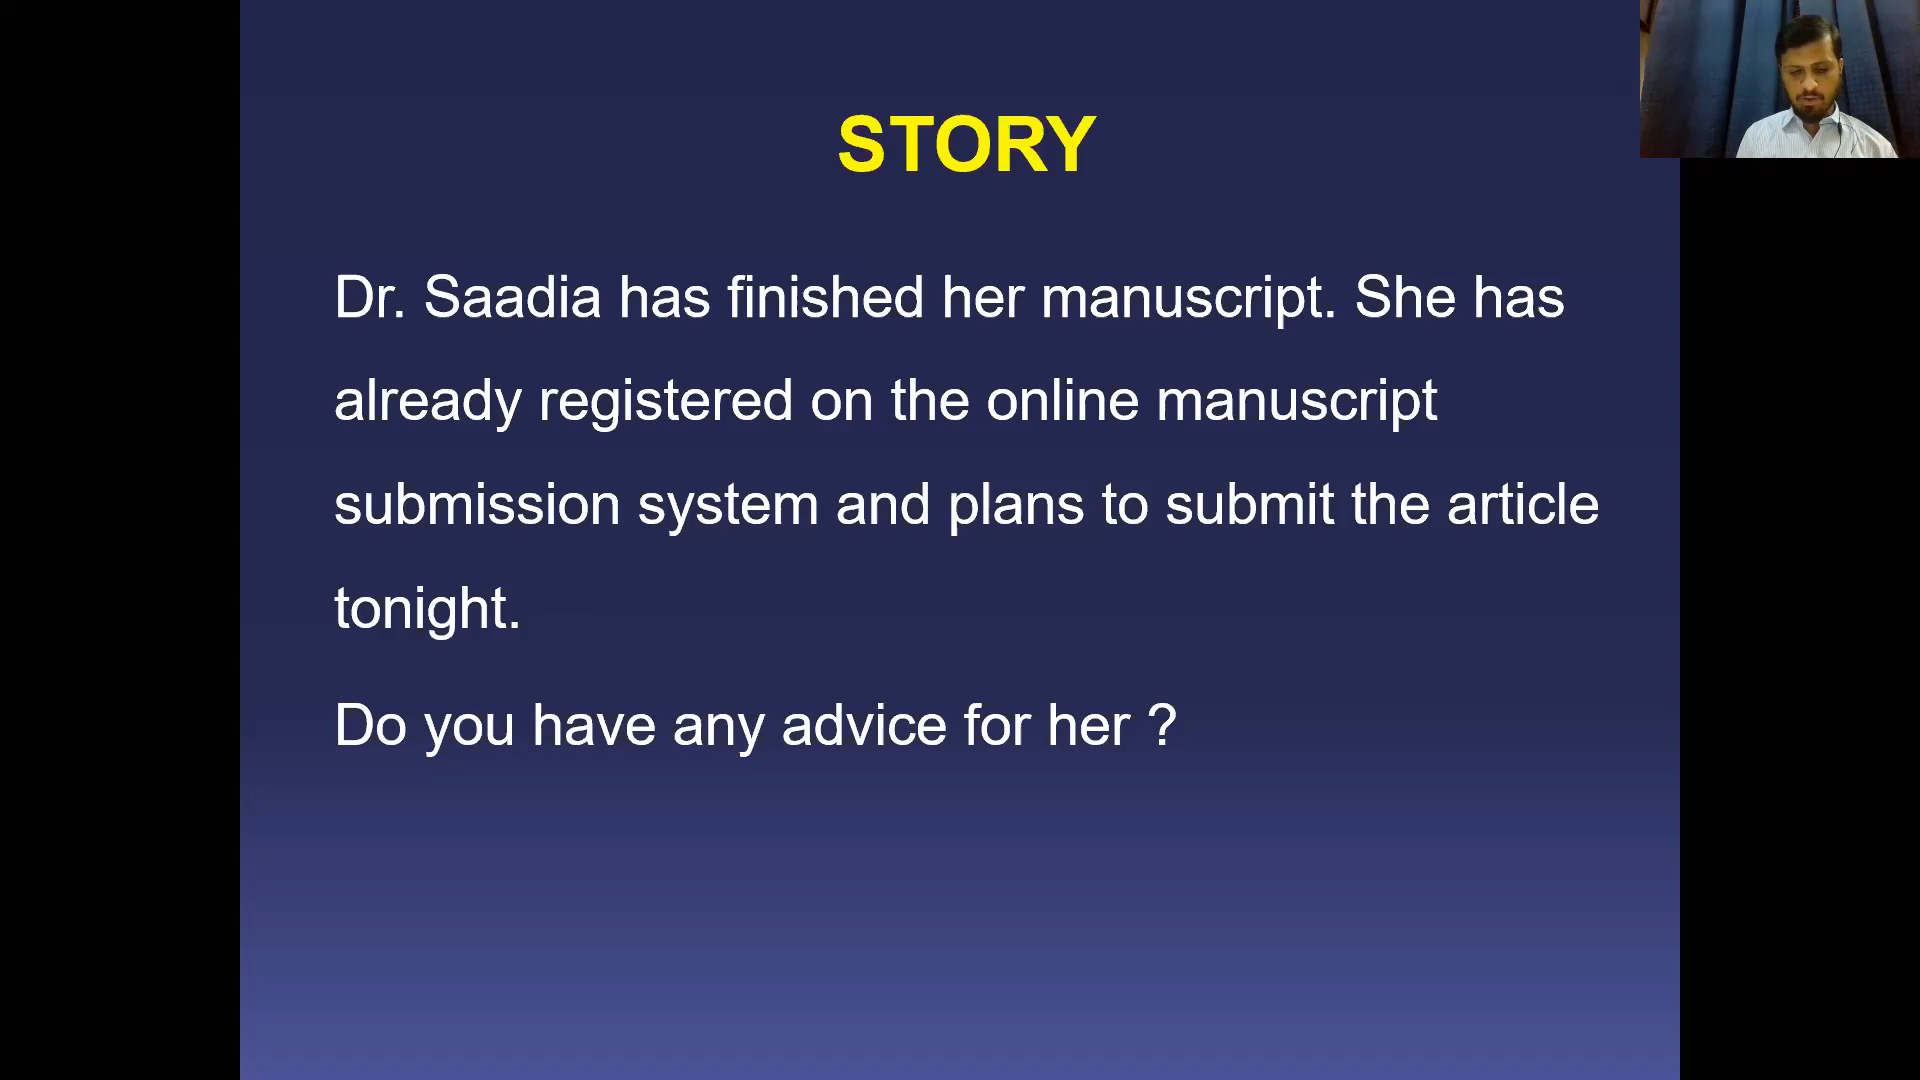 STORY
Dr. Saadia has finished her manuscript. She has
already registered on the online manuscript
submission system and plans to submit the article
tonight.
Do you have any advice for her ?